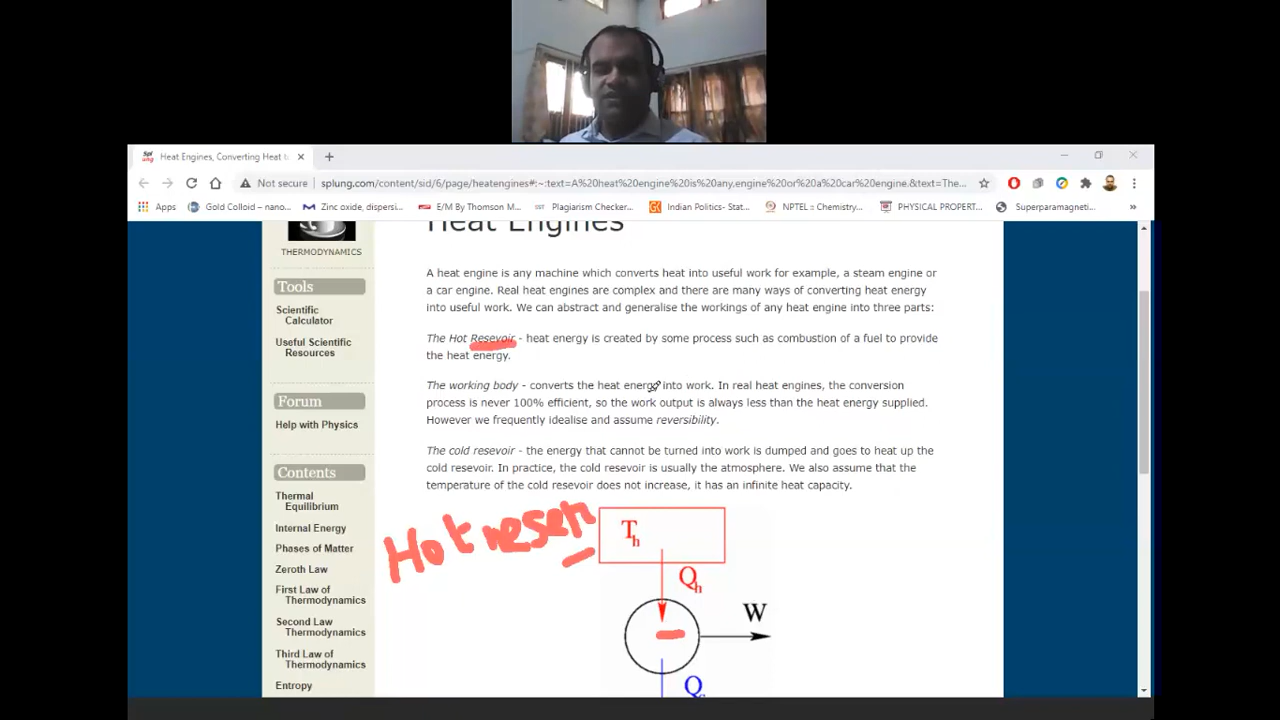 Heat Engines, Converting Heat t
Not secure
splung.com/content/sid/6/page/heatengines#:~:text=A%20heat%20engine%20is%20any,engine%20or%20a%20car%20engine.&text=The...
Apps
Gold Colloid – nano...
Zinc oxide, dispersi...
E/M By Thomson M...
Plagiarism Checker...
Indian Politics- Stat...
NPTEL :: Chemistry...
PHYSICAL PROPERT...
Superparamagneti...
»
Heat Engines
THERMODYNAMICS
Tools
Scientific
Calculator
Useful Scientific
Resources
Forum
Help with Physics
Contents
Thermal
Equilibrium
Internal Energy
Phases of Matter
Zeroth Law
First Law of
Thermodynamics
Second Law
Thermodynamics
Third Law of
Thermodynamics
Entropy
A heat engine is any machine which converts heat into useful work for example, a steam engine or
a car engine. Real heat engines are complex and there are many ways of converting heat energy
into useful work. We can abstract and generalise the workings of any heat engine into three parts:
The Hot Resevoir - heat energy is created by some process such as combustion of a fuel to provide
the heat energy.
The working body - converts the heat energy into work. In real heat engines, the conversion
process is never 100% efficient, so the work output is always less than the heat energy supplied.
However we frequently idealise and assume reversibility.
The cold resevoir - the energy that cannot be turned into work is dumped and goes to heat up the
cold resevoir. In practice, the cold resevoir is usually the atmosphere. We also assume that the
temperature of the cold resevoir does not increase, it has an infinite heat capacity.
Hot reser
Th
Qh
W